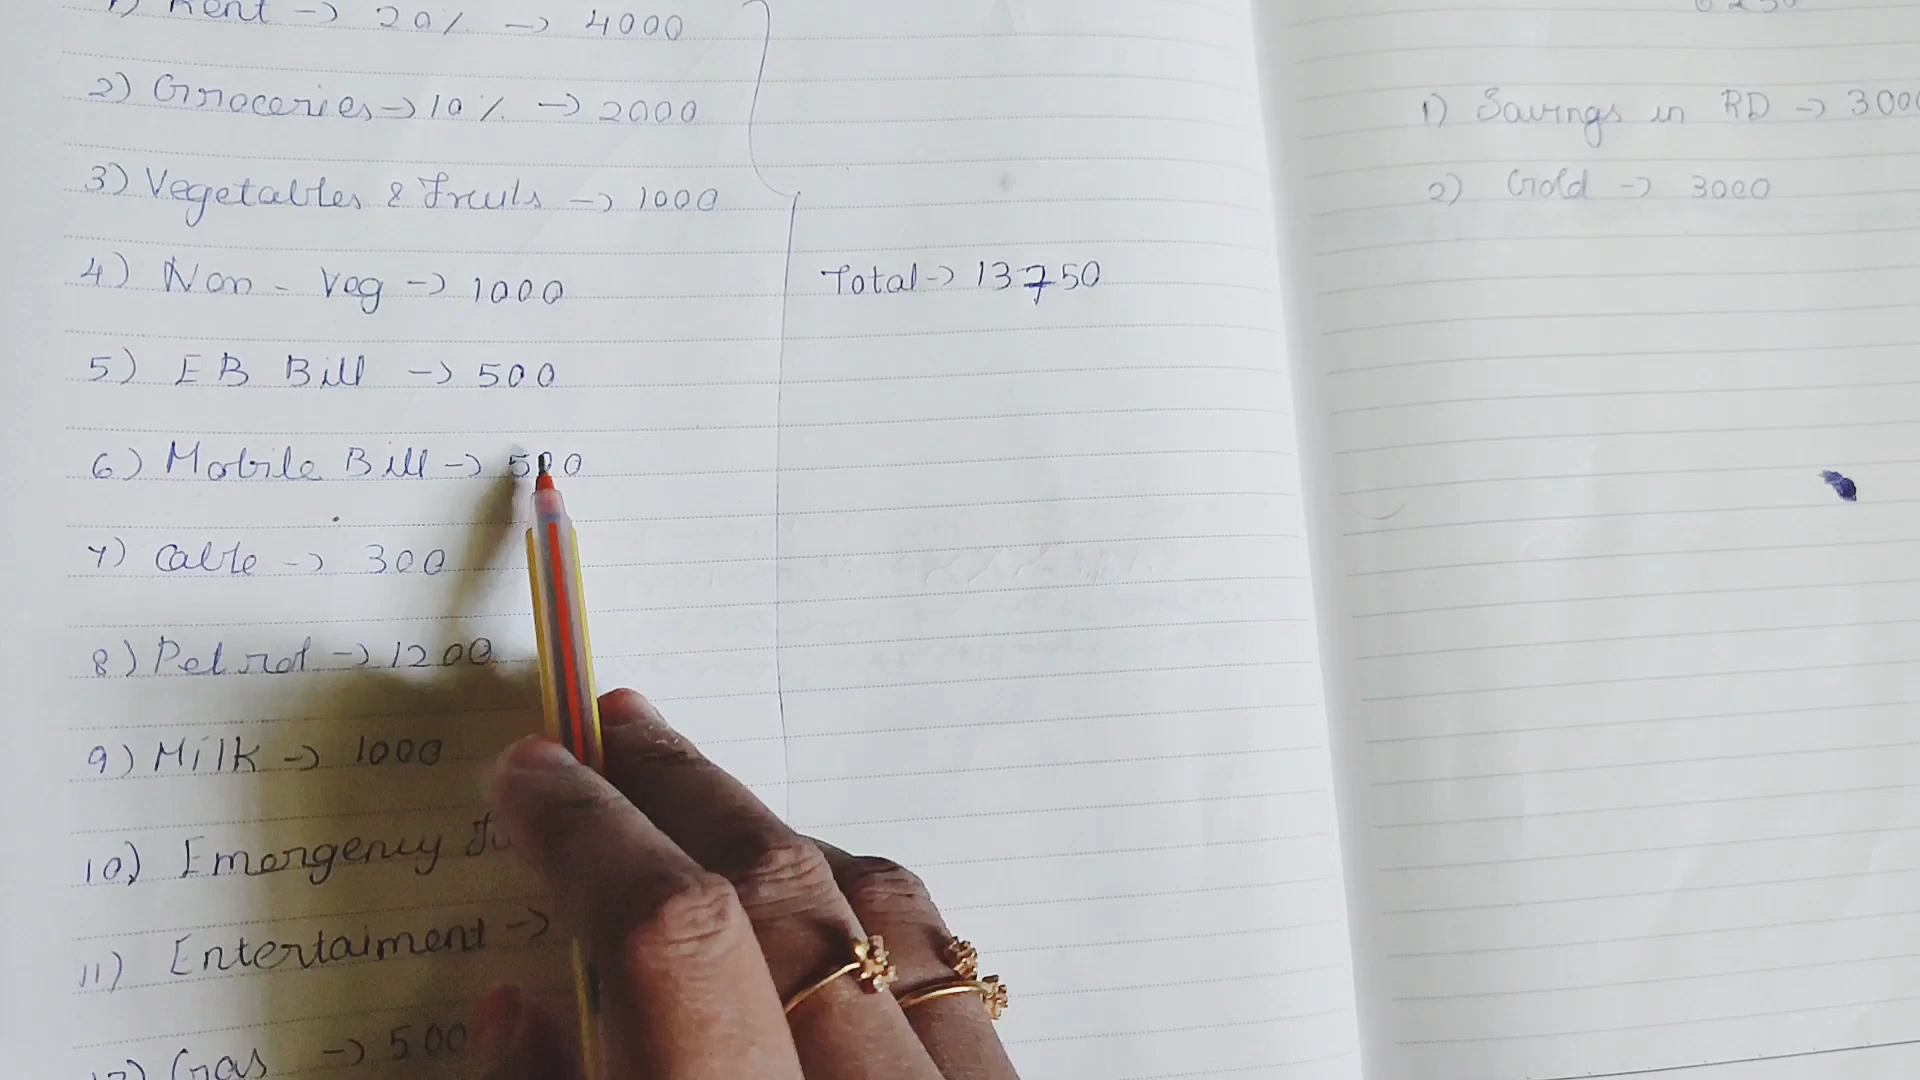 1) Rent -> 20% -> 4000
2) Groceries -> 10% -> 2000
3) Vegetables & Fruits -> 1000
4) Non - Veg -> 1000
5) EB Bill -> 500
6) Mobile Bill -> 500
7) Cable -> 300
8) Petrol -> 1200
9) Milk -> 1000
10) Emergency
11) Entertaiment ->
12) Gas -> 500
Total -> 13750
1) Savings in RD -> 3000
2) Gold -> 3000